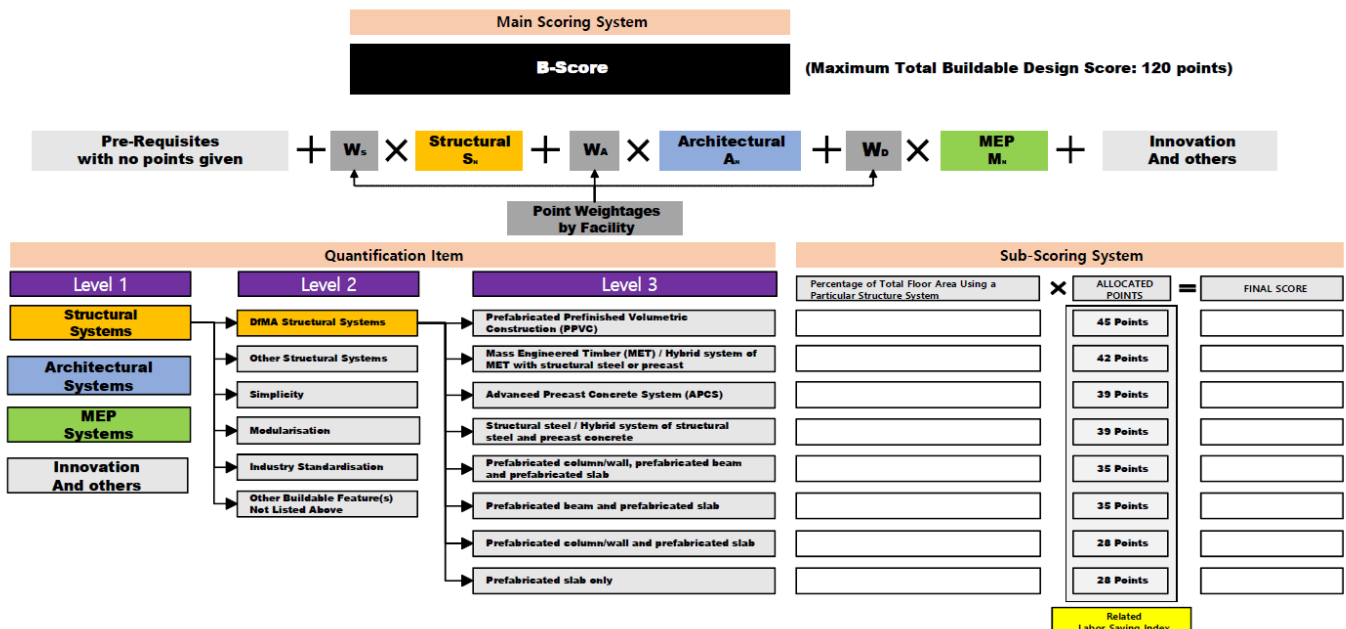 Main Scoring System
B-Score
(Maximum Total Buildable Design Score: 120 points)
Pre-Requisites
with no points given
+
WS
×
Structural
SN
+
WA
×
Architectural
AN
+
WD
×
MEP
MN
+
Innovation
And others
Point Weightages
by Facility
Quantification Item
Sub-Scoring System
Level 1
Level 2
Level 3
Percentage of Total Floor Area Using a
Particular Structure System
×
ALLOCATED
POINTS
=
FINAL SCORE
Structural
Systems
Architectural
Systems
MEP
Systems
Innovation
And others
DfMA Structural Systems
Other Structural Systems
Simplicity
Modularisation
Industry Standardisation
Other Buildable Feature(s)
Not Listed Above
Prefabricated Prefinished Volumetric
Construction (PPVC)
45 Points
Mass Engineered Timber (MET) / Hybrid system of
MET with structural steel or precast
42 Points
Advanced Precast Concrete System (APCS)
39 Points
Structural steel / Hybrid system of structural
steel and precast concrete
39 Points
Prefabricated column/wall, prefabricated beam
and prefabricated slab
35 Points
Prefabricated beam and prefabricated slab
35 Points
Prefabricated column/wall and prefabricated slab
28 Points
Prefabricated slab only
28 Points
Related
Labor Saving Index